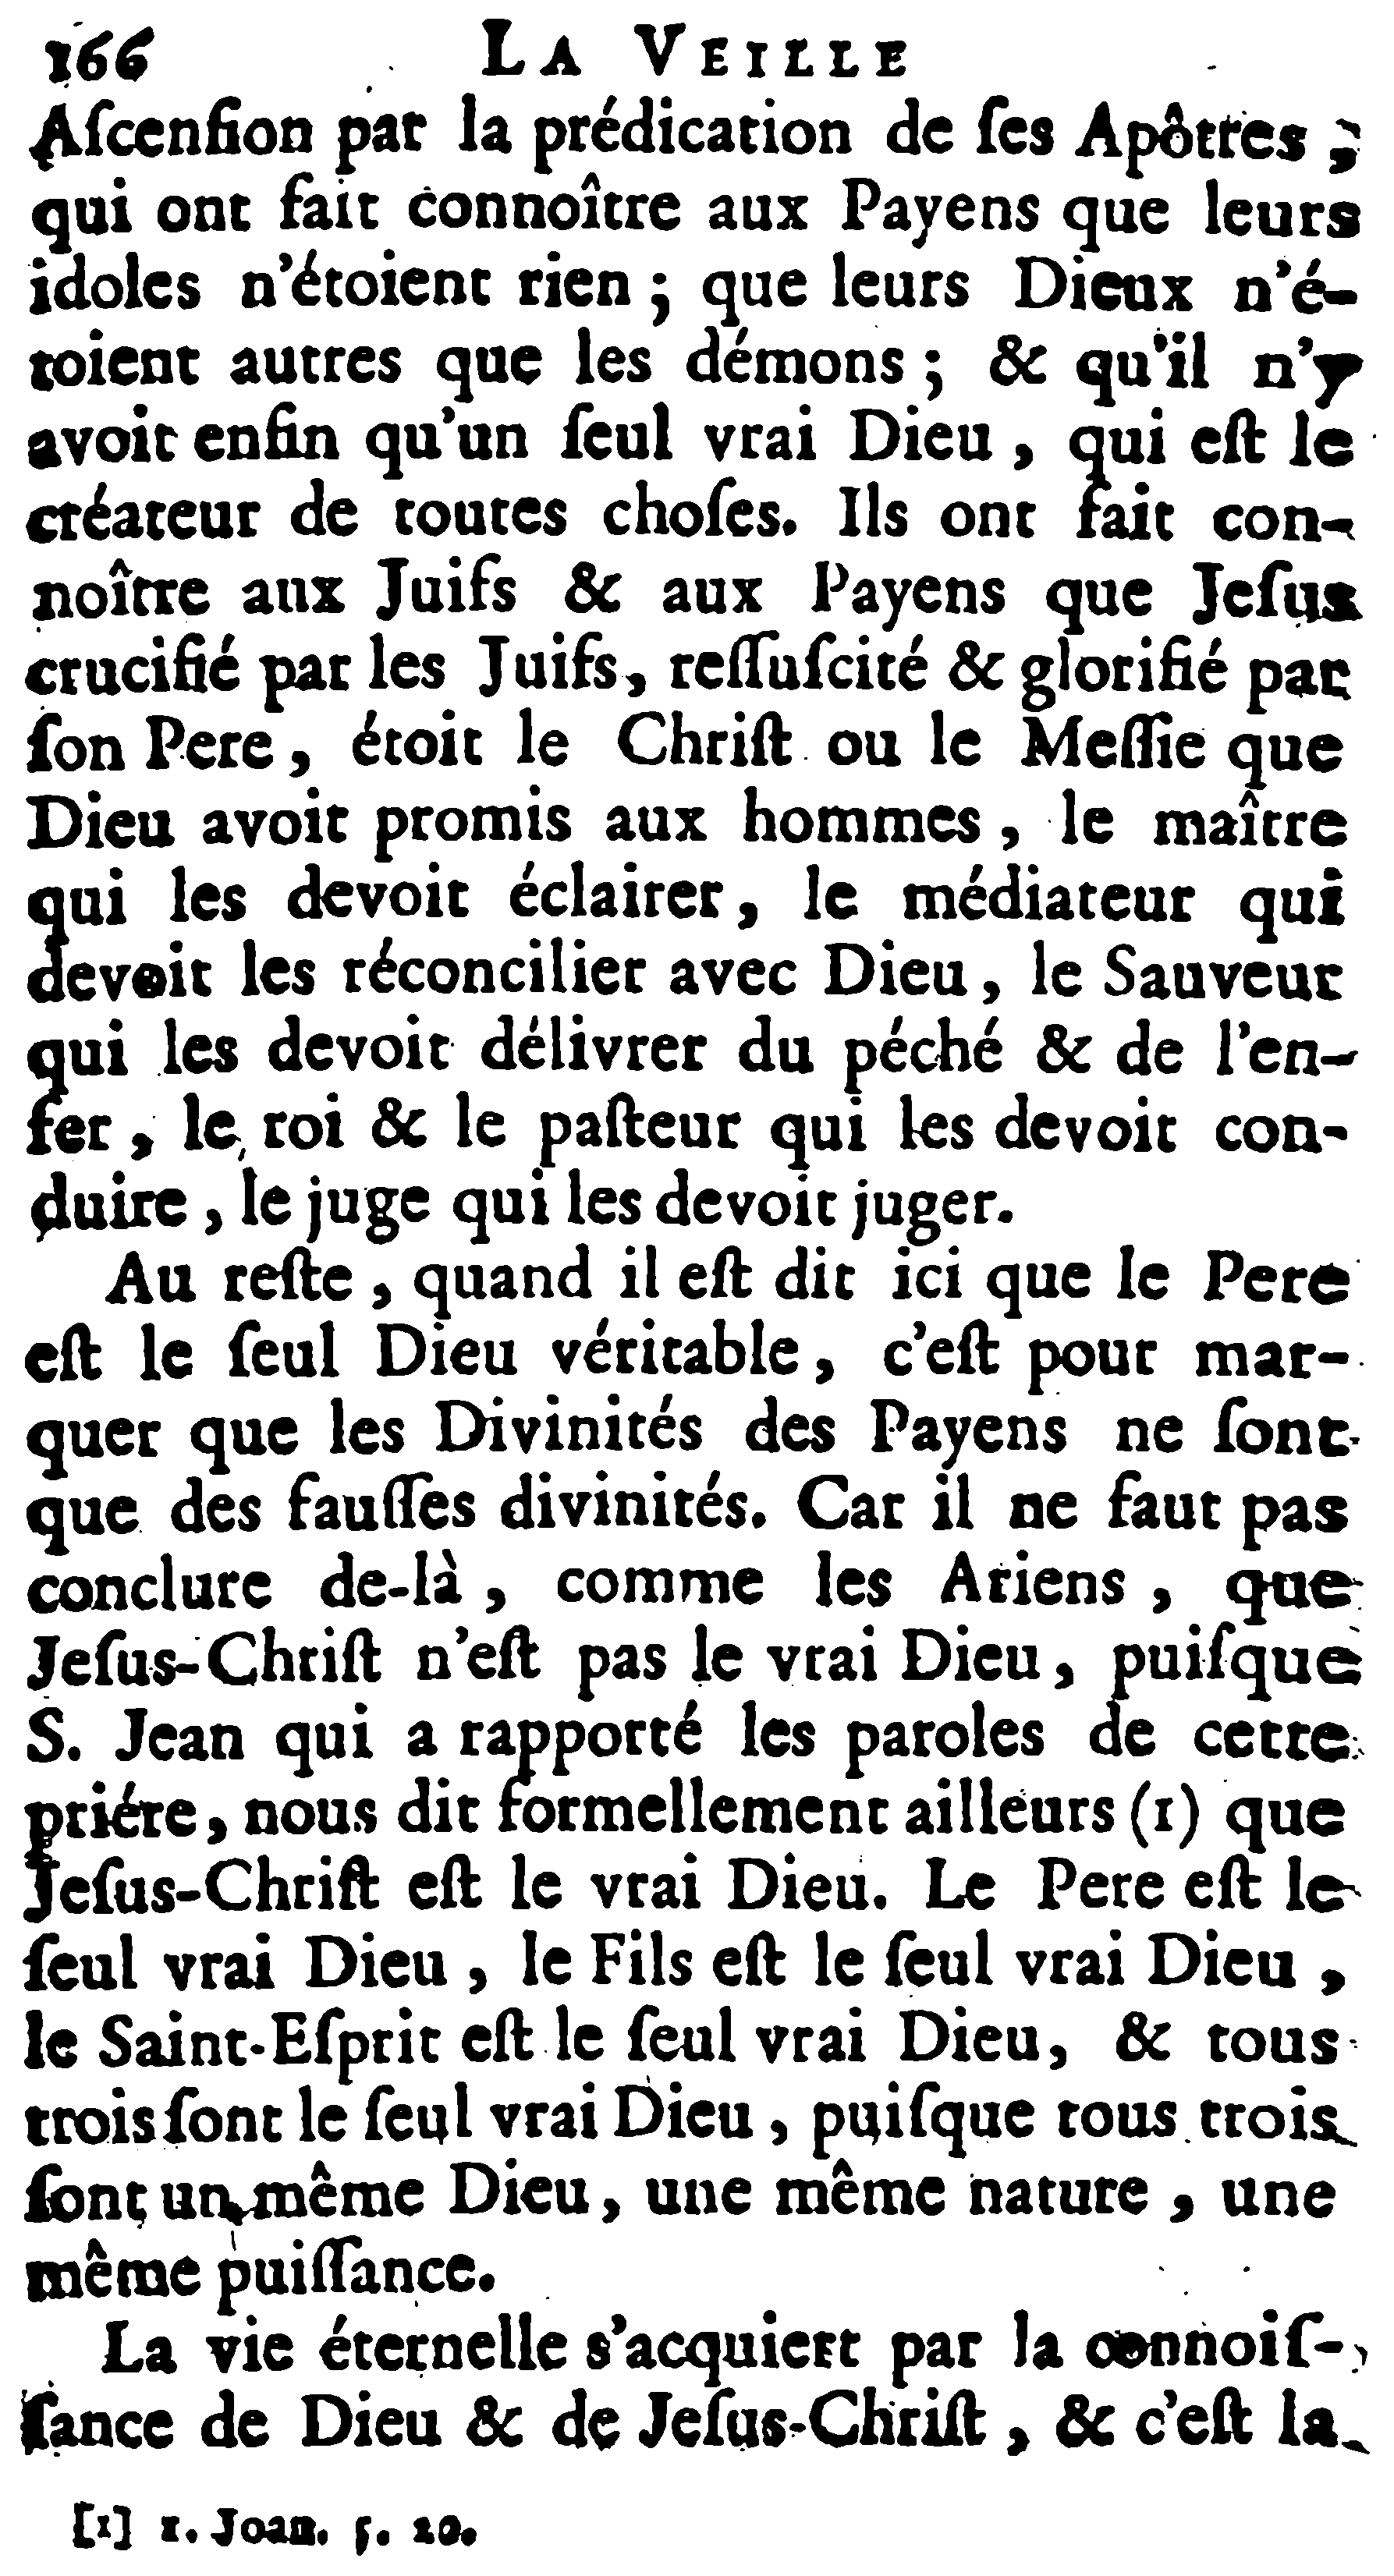 166 LA VEILLE
Aſcenſion par la prédication de ſes Apôtres,
qui ont fait connoître aux Payens que leurs
idoles n'étoient rien ; que leurs Dieux n'é-
toient autres que les démons ; & qu'il n'y
avoit enfin qu'un ſeul vrai Dieu, qui eſt le
créateur de toutes choſes. Ils ont fait con-
noître aux Juifs & aux Payens que Jeſus
crucifié par les Juifs, reſſuſcité & glorifié par
ſon Pere, étoit le Chriſt ou le Meſſie que
Dieu avoit promis aux hommes, le maître
qui les devoit éclairer, le médiateur qui
devoit les réconcilier avec Dieu, le Sauveur
qui les devoit délivrer du péché & de l'en-
fer, le roi & le paſteur qui les devoit con-
duire, le juge qui les devoit juger.
Au reſte, quand il eſt dit ici que le Pere
eſt le ſeul Dieu véritable, c'eſt pour mar-
quer que les Divinités des Payens ne ſont
que des fauſſes divinités. Car il ne faut pas
conclure de-là, comme les Ariens, que
Jeſus-Chriſt n'eſt pas le vrai Dieu, puiſque
S. Jean qui a rapporté les paroles de cette
priére, nous dit formellement ailleurs (1) que
Jeſus-Chriſt eſt le vrai Dieu. Le Pere eſt le
ſeul vrai Dieu, le Fils eſt le ſeul vrai Dieu,
le Saint-Eſprit eſt le ſeul vrai Dieu, & tous
trois ſont le ſeul vrai Dieu, puiſque tous trois
ſont un même Dieu, une même nature, une
même puiſſance.
La vie éternelle s'acquiert par la connoiſ-
ſance de Dieu & de Jeſus-Chriſt, & c'eſt la
[1] 1. Joan. 5. 20.